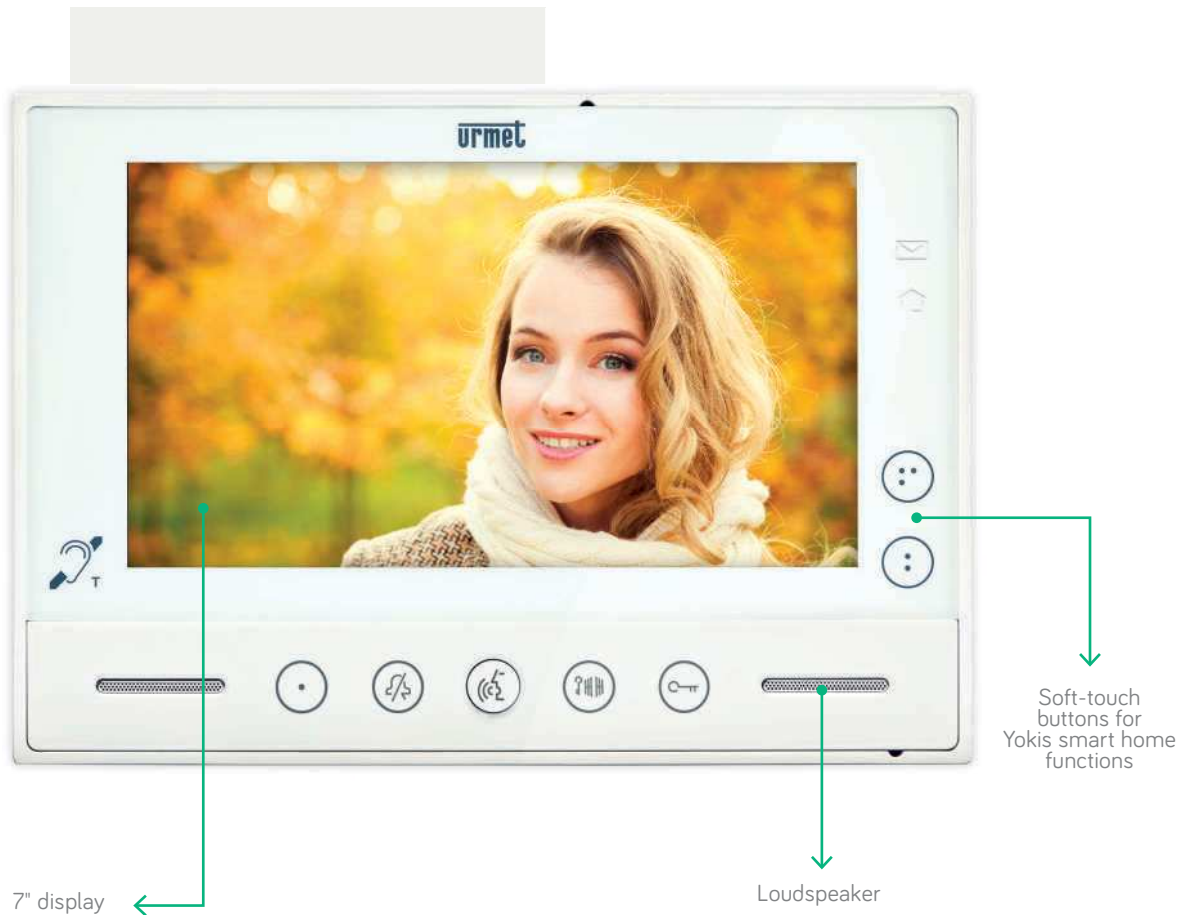 urmet
T
Soft-touch
buttons for
Yokis smart home
functions
Loudspeaker
7" display